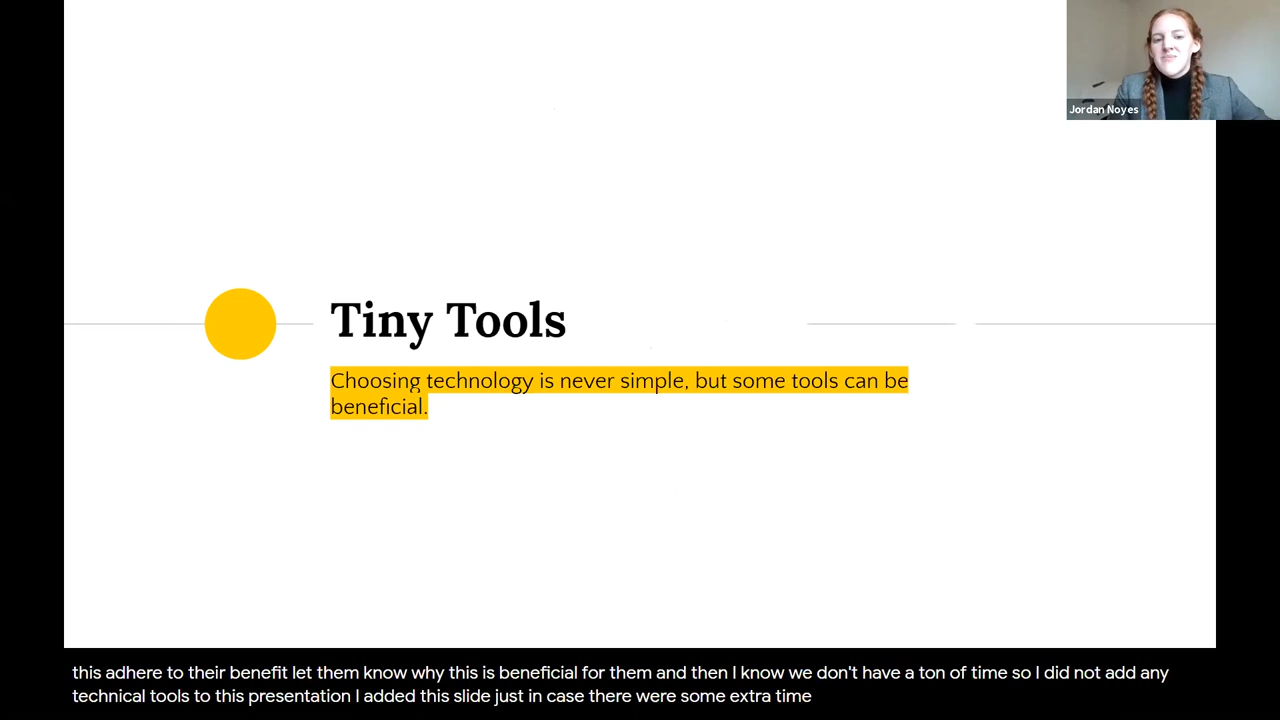 Jordan Noyes
Tiny Tools
Choosing technology is never simple, but some tools can be
beneficial.
this adhere to their benefit let them know why this is beneficial for them and then I know we don't have a ton of time so I did not add any
technical tools to this presentation I added this slide just in case there were some extra time